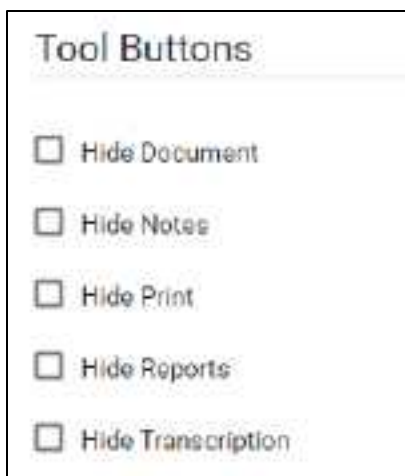 Tool Buttons
Hide Document
Hide Notes
Hide Print
Hide Reports
Hide Transcription